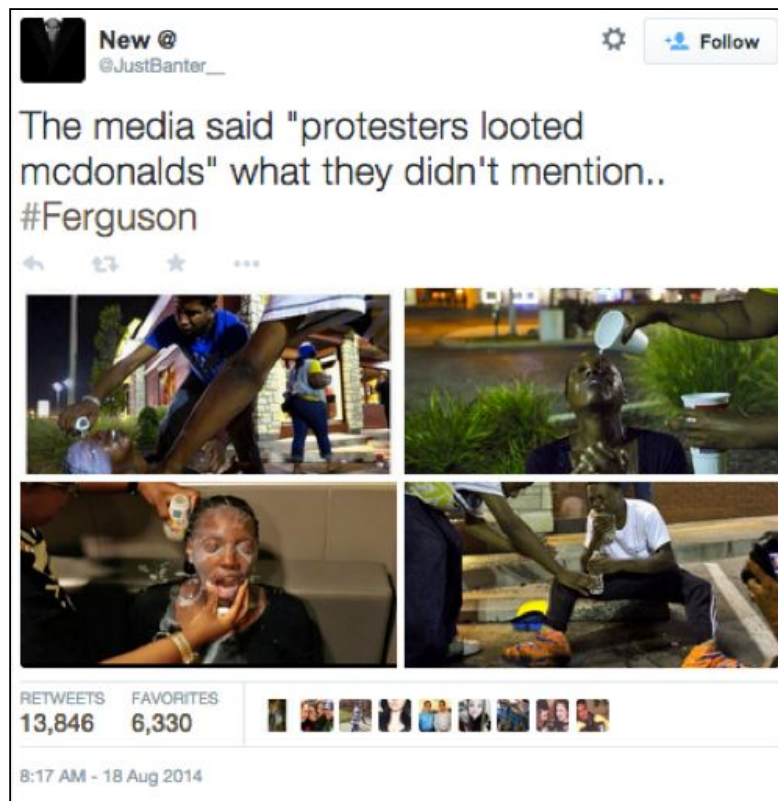 New @
@JustBanter__
Follow
The media said "protesters looted
mcdonalds" what they didn't mention..
#Ferguson
RETWEETS FAVORITES
13,846 6,330
8:17 AM - 18 Aug 2014